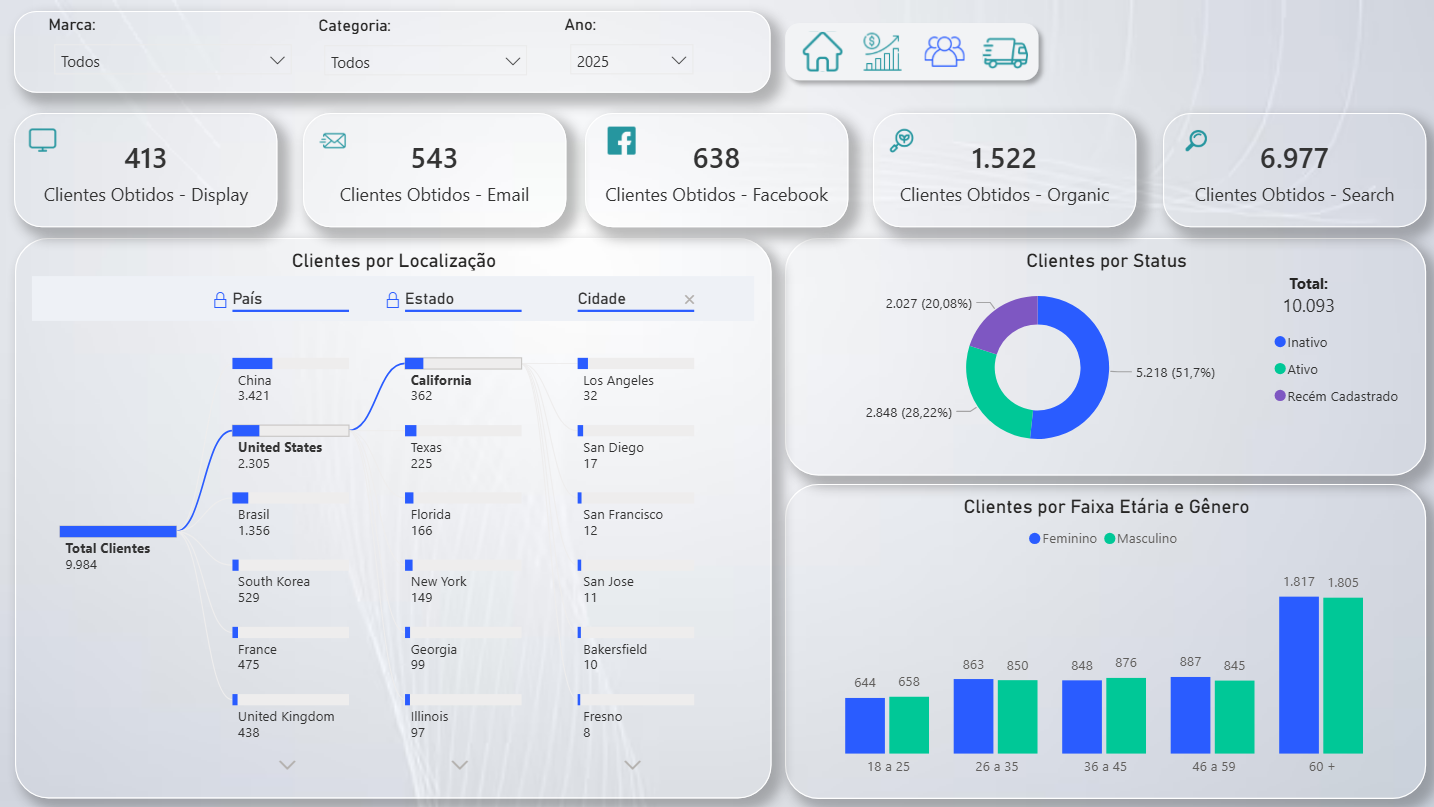 Marca:
Todos
Categoria:
Todos
Ano:
2025
413
Clientes Obtidos - Display
543
Clientes Obtidos - Email
638
Clientes Obtidos - Facebook
1.522
Clientes Obtidos - Organic
6.977
Clientes Obtidos - Search
Clientes por Localização
País
Estado
Cidade
Total Clientes
9.984
China
3.421
United States
2.305
Brasil
1.356
South Korea
529
France
475
United Kingdom
438
California
362
Texas
225
Florida
166
New York
149
Georgia
99
Illinois
97
Los Angeles
32
San Diego
17
San Francisco
12
San Jose
11
Bakersfield
10
Fresno
8
Clientes por Status
2.027 (20,08%)
5.218 (51,7%)
2.848 (28,22%)
Total:
10.093
Inativo
Ativo
Recém Cadastrado
Clientes por Faixa Etária e Gênero
Feminino Masculino
644 658
863 850
848 876
887 845
1.817 1.805
18 a 25 26 a 35 36 a 45 46 a 59 60 +